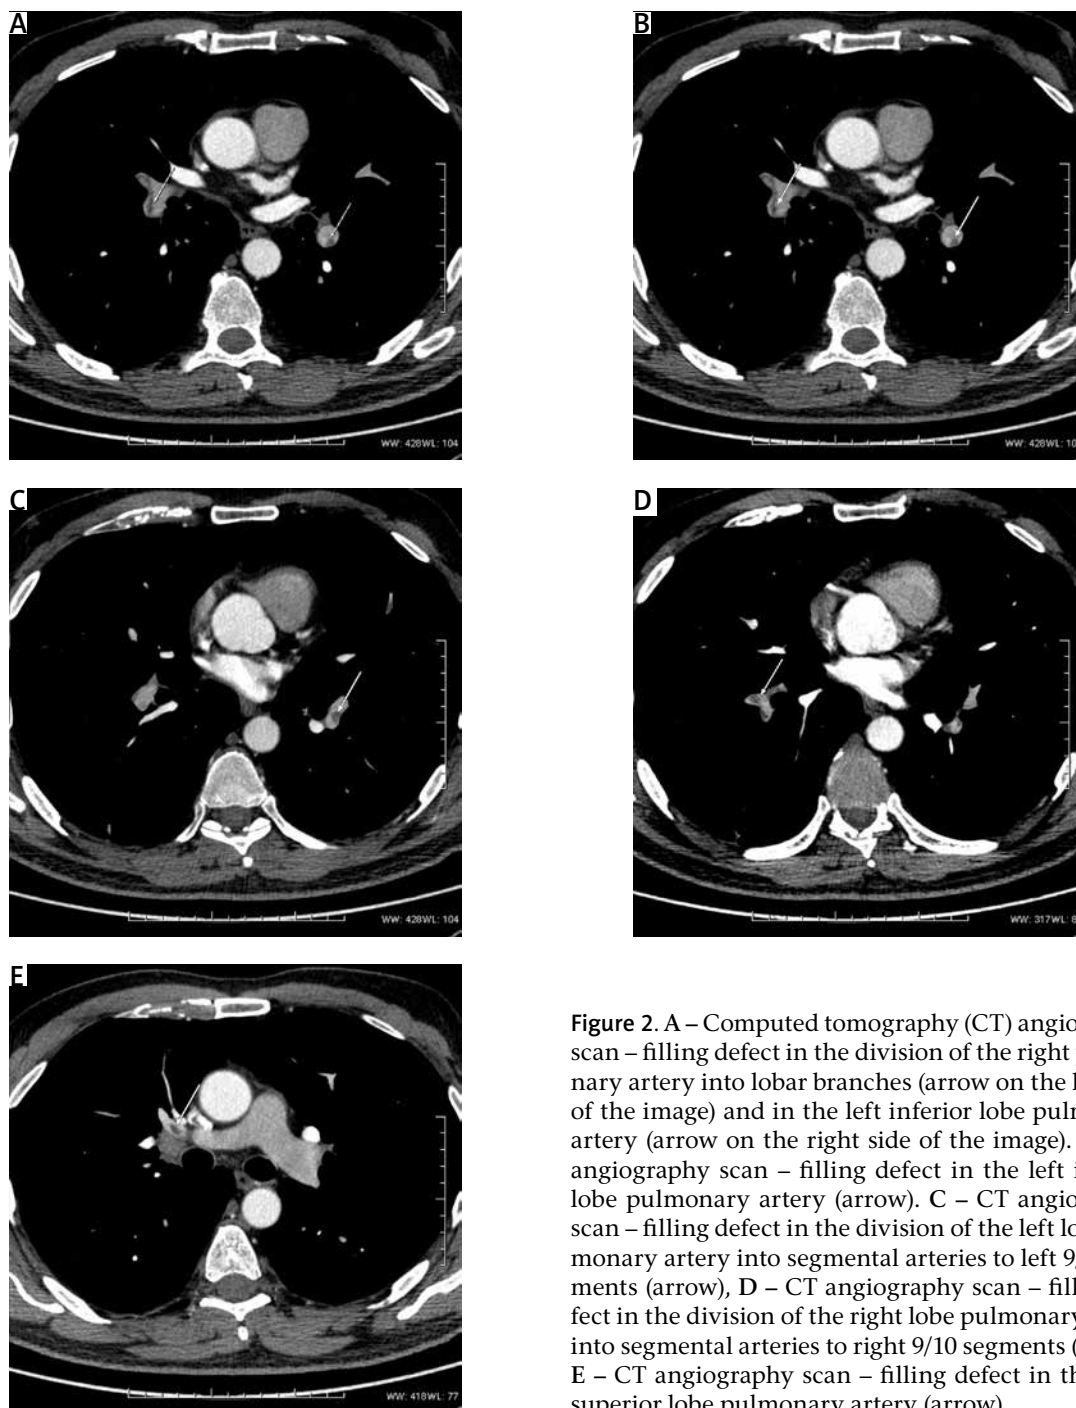 A
B
WW: 428WL: 104
WW: 428WL: 10
C
D
WW: 428WL: 104
WW: 317WL: 8
E
WW: 418WL: 77
Figure 2. A – Computed tomography (CT) angio
scan – filling defect in the division of the right
nary artery into lobar branches (arrow on the
of the image) and in the left inferior lobe pul
artery (arrow on the right side of the image).
angiography scan – filling defect in the left
lobe pulmonary artery (arrow). C – CT angio
scan – filling defect in the division of the left lo
monary artery into segmental arteries to left 9
ments (arrow), D – CT angiography scan – fil
fect in the division of the right lobe pulmonary
into segmental arteries to right 9/10 segments (
E – CT angiography scan – filling defect in th
superior lobe pulmonary artery (arrow)